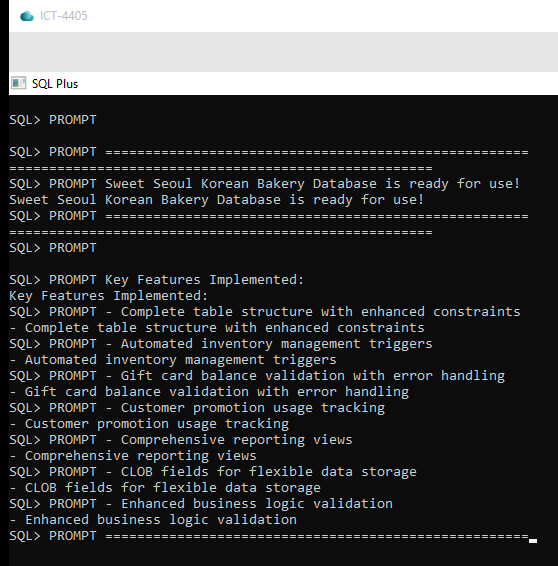 ICT-4405
SQL Plus
SQL> PROMPT
SQL> PROMPT =====================================================
=====================================================
SQL> PROMPT Sweet Seoul Korean Bakery Database is ready for use!
Sweet Seoul Korean Bakery Database is ready for use!
SQL> PROMPT =====================================================
=====================================================
SQL> PROMPT
SQL> PROMPT Key Features Implemented:
Key Features Implemented:
SQL> PROMPT - Complete table structure with enhanced constraints
- Complete table structure with enhanced constraints
SQL> PROMPT - Automated inventory management triggers
- Automated inventory management triggers
SQL> PROMPT - Gift card balance validation with error handling
- Gift card balance validation with error handling
SQL> PROMPT - Customer promotion usage tracking
- Customer promotion usage tracking
SQL> PROMPT - Comprehensive reporting views
- Comprehensive reporting views
SQL> PROMPT - CLOB fields for flexible data storage
- CLOB fields for flexible data storage
SQL> PROMPT - Enhanced business logic validation
- Enhanced business logic validation
SQL> PROMPT =====================================================